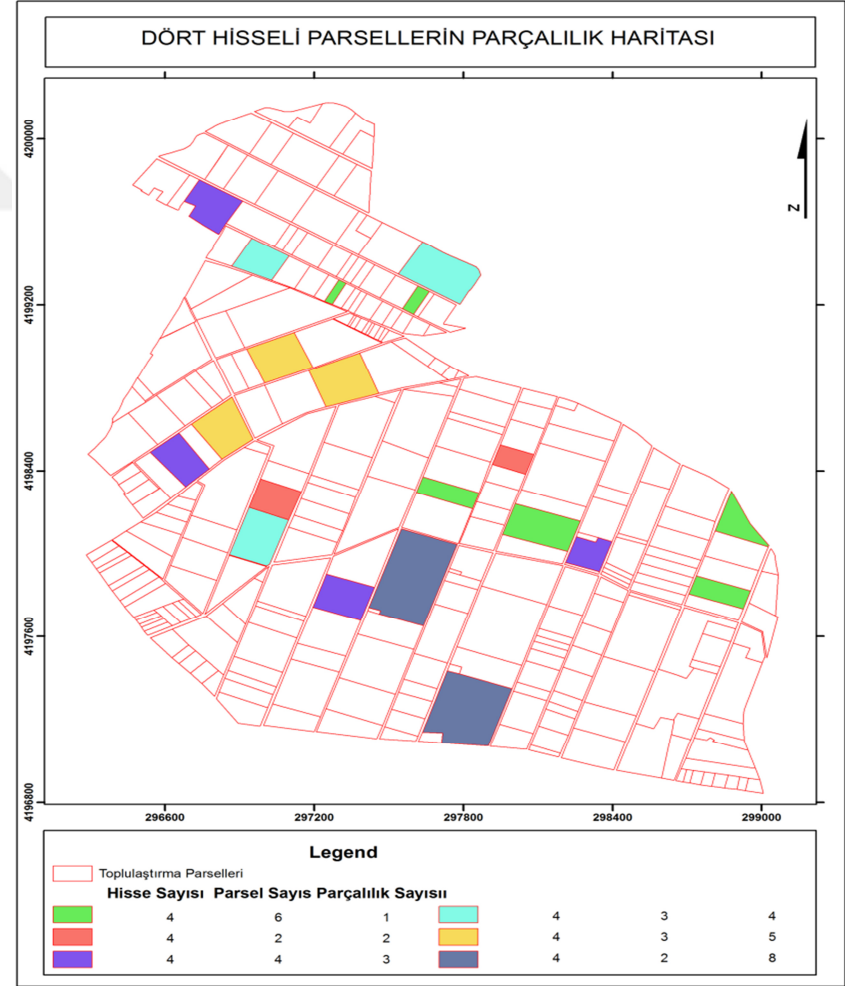 DÖRT HİSSELİ PARSELLERİN PARÇALILIK HARİTASI
4200000
4199200
4198400
4197600
4196800
Z
296600 297200 297800 298400 299000
Legend
Toplulaştırma Parselleri
Hisse Sayısı Parsel Sayıs Parçalılık Sayısıı
4 6 1 4 3 4
4 2 2 4 3 5
4 4 3 4 2 8